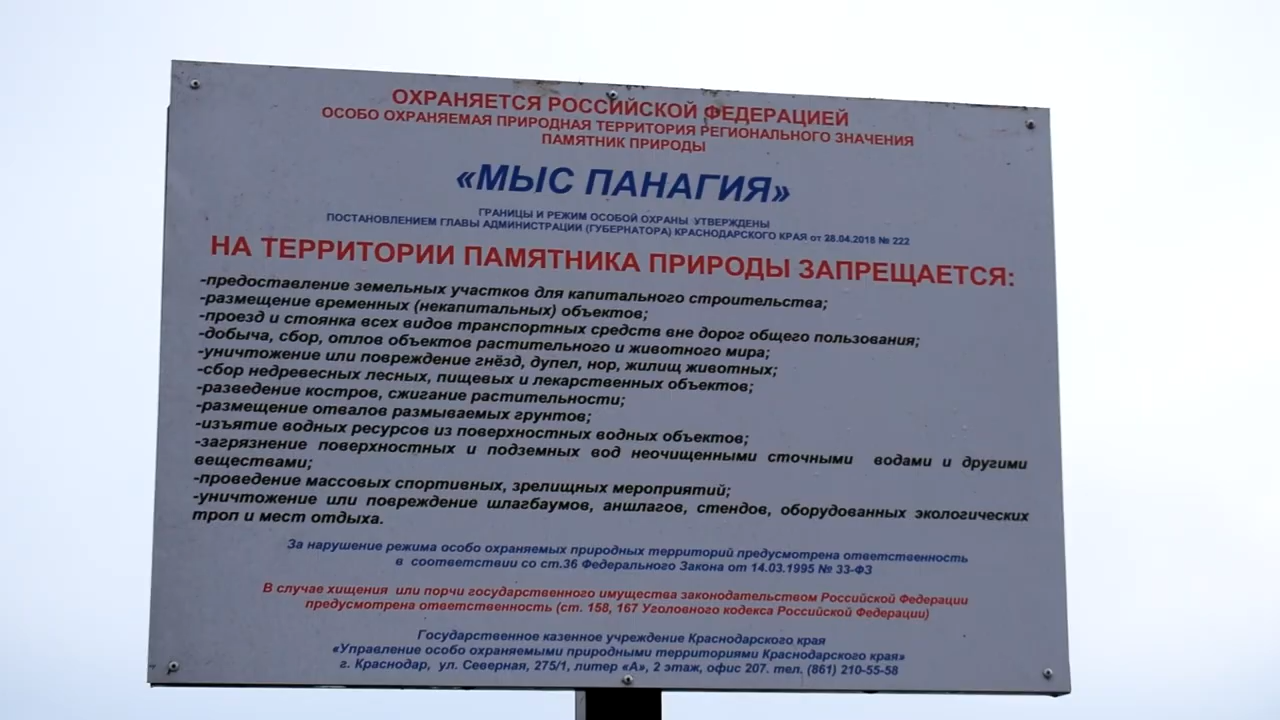 ОХРАНЯЕТСЯ РОССИЙСКОЙ ФЕДЕРАЦИЕЙ
ОСОБО ОХРАНЯЕМАЯ ПРИРОДНАЯ ТЕРРИТОРИЯ РЕГИОНАЛЬНОГО ЗНАЧЕНИЯ
ПАМЯТНИК ПРИРОДЫ
«МЫС ПАНАГИЯ»
ГРАНИЦЫ И РЕЖИМ ОСОБОЙ ОХРАНЫ УТВЕРЖДЕНЫ
ПОСТАНОВЛЕНИЕМ ГЛАВЫ АДМИНИСТРАЦИИ (ГУБЕРНАТОРА) КРАСНОДАРСКОГО КРАЯ от 28.04.2018 № 222
НА ТЕРРИТОРИИ ПАМЯТНИКА ПРИРОДЫ ЗАПРЕЩАЕТСЯ:
-предоставление земельных участков для капитального строительства;
-размещение временных (некапитальных) объектов;
-проезд и стоянка всех видов транспортных средств вне дорог общего пользования;
-добыча, сбор, отлов объектов растительного и животного мира;
-уничтожение или повреждение гнёзд, дупел, нор, жилищ животных;
-сбор недревесных лесных, пищевых и лекарственных объектов;
-разведение костров, сжигание растительности;
-размещение отвалов размываемых грунтов;
-изъятие водных ресурсов из поверхностных водных объектов;
-загрязнение поверхностных и подземных вод неочищенными сточными водами и другими
веществами;
-проведение массовых спортивных, зрелищных мероприятий;
-уничтожение или повреждение шлагбаумов, аншлагов, стендов, оборудованных экологических
троп и мест отдыха.
За нарушение режима особо охраняемых природных территорий предусмотрена ответственность
в соответствии со ст.36 Федерального Закона от 14.03.1995 № 33-ФЗ
В случае хищения или порчи государственного имущества законодательством Российской Федерации
предусмотрена ответственность (ст. 158, 167 Уголовного кодекса Российской Федерации)
Государственное казенное учреждение Краснодарского края
«Управление особо охраняемыми природными территориями Краснодарского края»
г. Краснодар, ул. Северная, 275/1, литер «А», 2 этаж, офис 207. тел. (861) 210-55-58